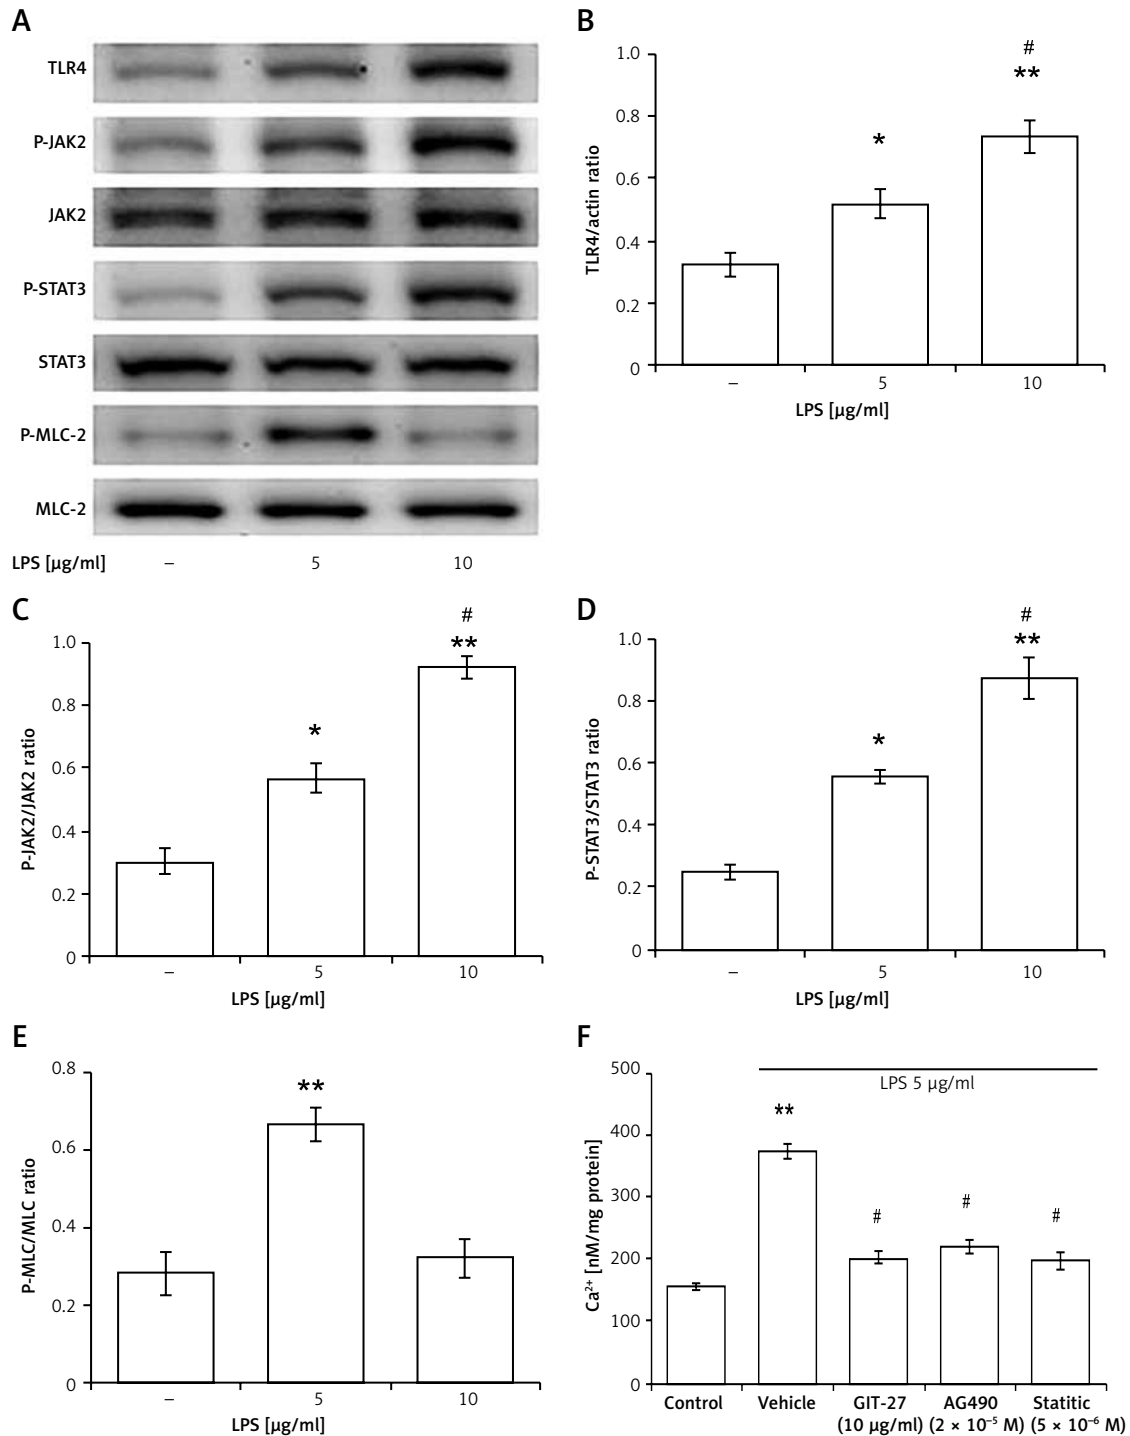 A
TLR4
P-JAK2
JAK2
P-STAT3
STAT3
P-MLC-2
MLC-2
LPS [µg/ml] – 5 10
B
TLR4/actin ratio
1.0
0.8
0.6
0.4
0.2
0
*
#
**
– 5 10
LPS [µg/ml]
C
P-JAK2/JAK2 ratio
1.0
0.8
0.6
0.4
0.2
0
*
#
**
– 5 10
LPS [µg/ml]
D
P-STAT3/STAT3 ratio
1.0
0.8
0.6
0.4
0.2
0
*
#
**
– 5 10
LPS [µg/ml]
E
P-MLC/MLC ratio
0.8
0.6
0.4
0.2
0
**
– 5 10
LPS [µg/ml]
F
Ca²⁺ [nM/mg protein]
500
400
300
200
100
0
LPS 5 µg/ml
**
# # #
Control Vehicle GIT-27 AG490 Statitic
(10 µg/ml) (2 × 10⁻⁵ M) (5 × 10⁻⁶ M)